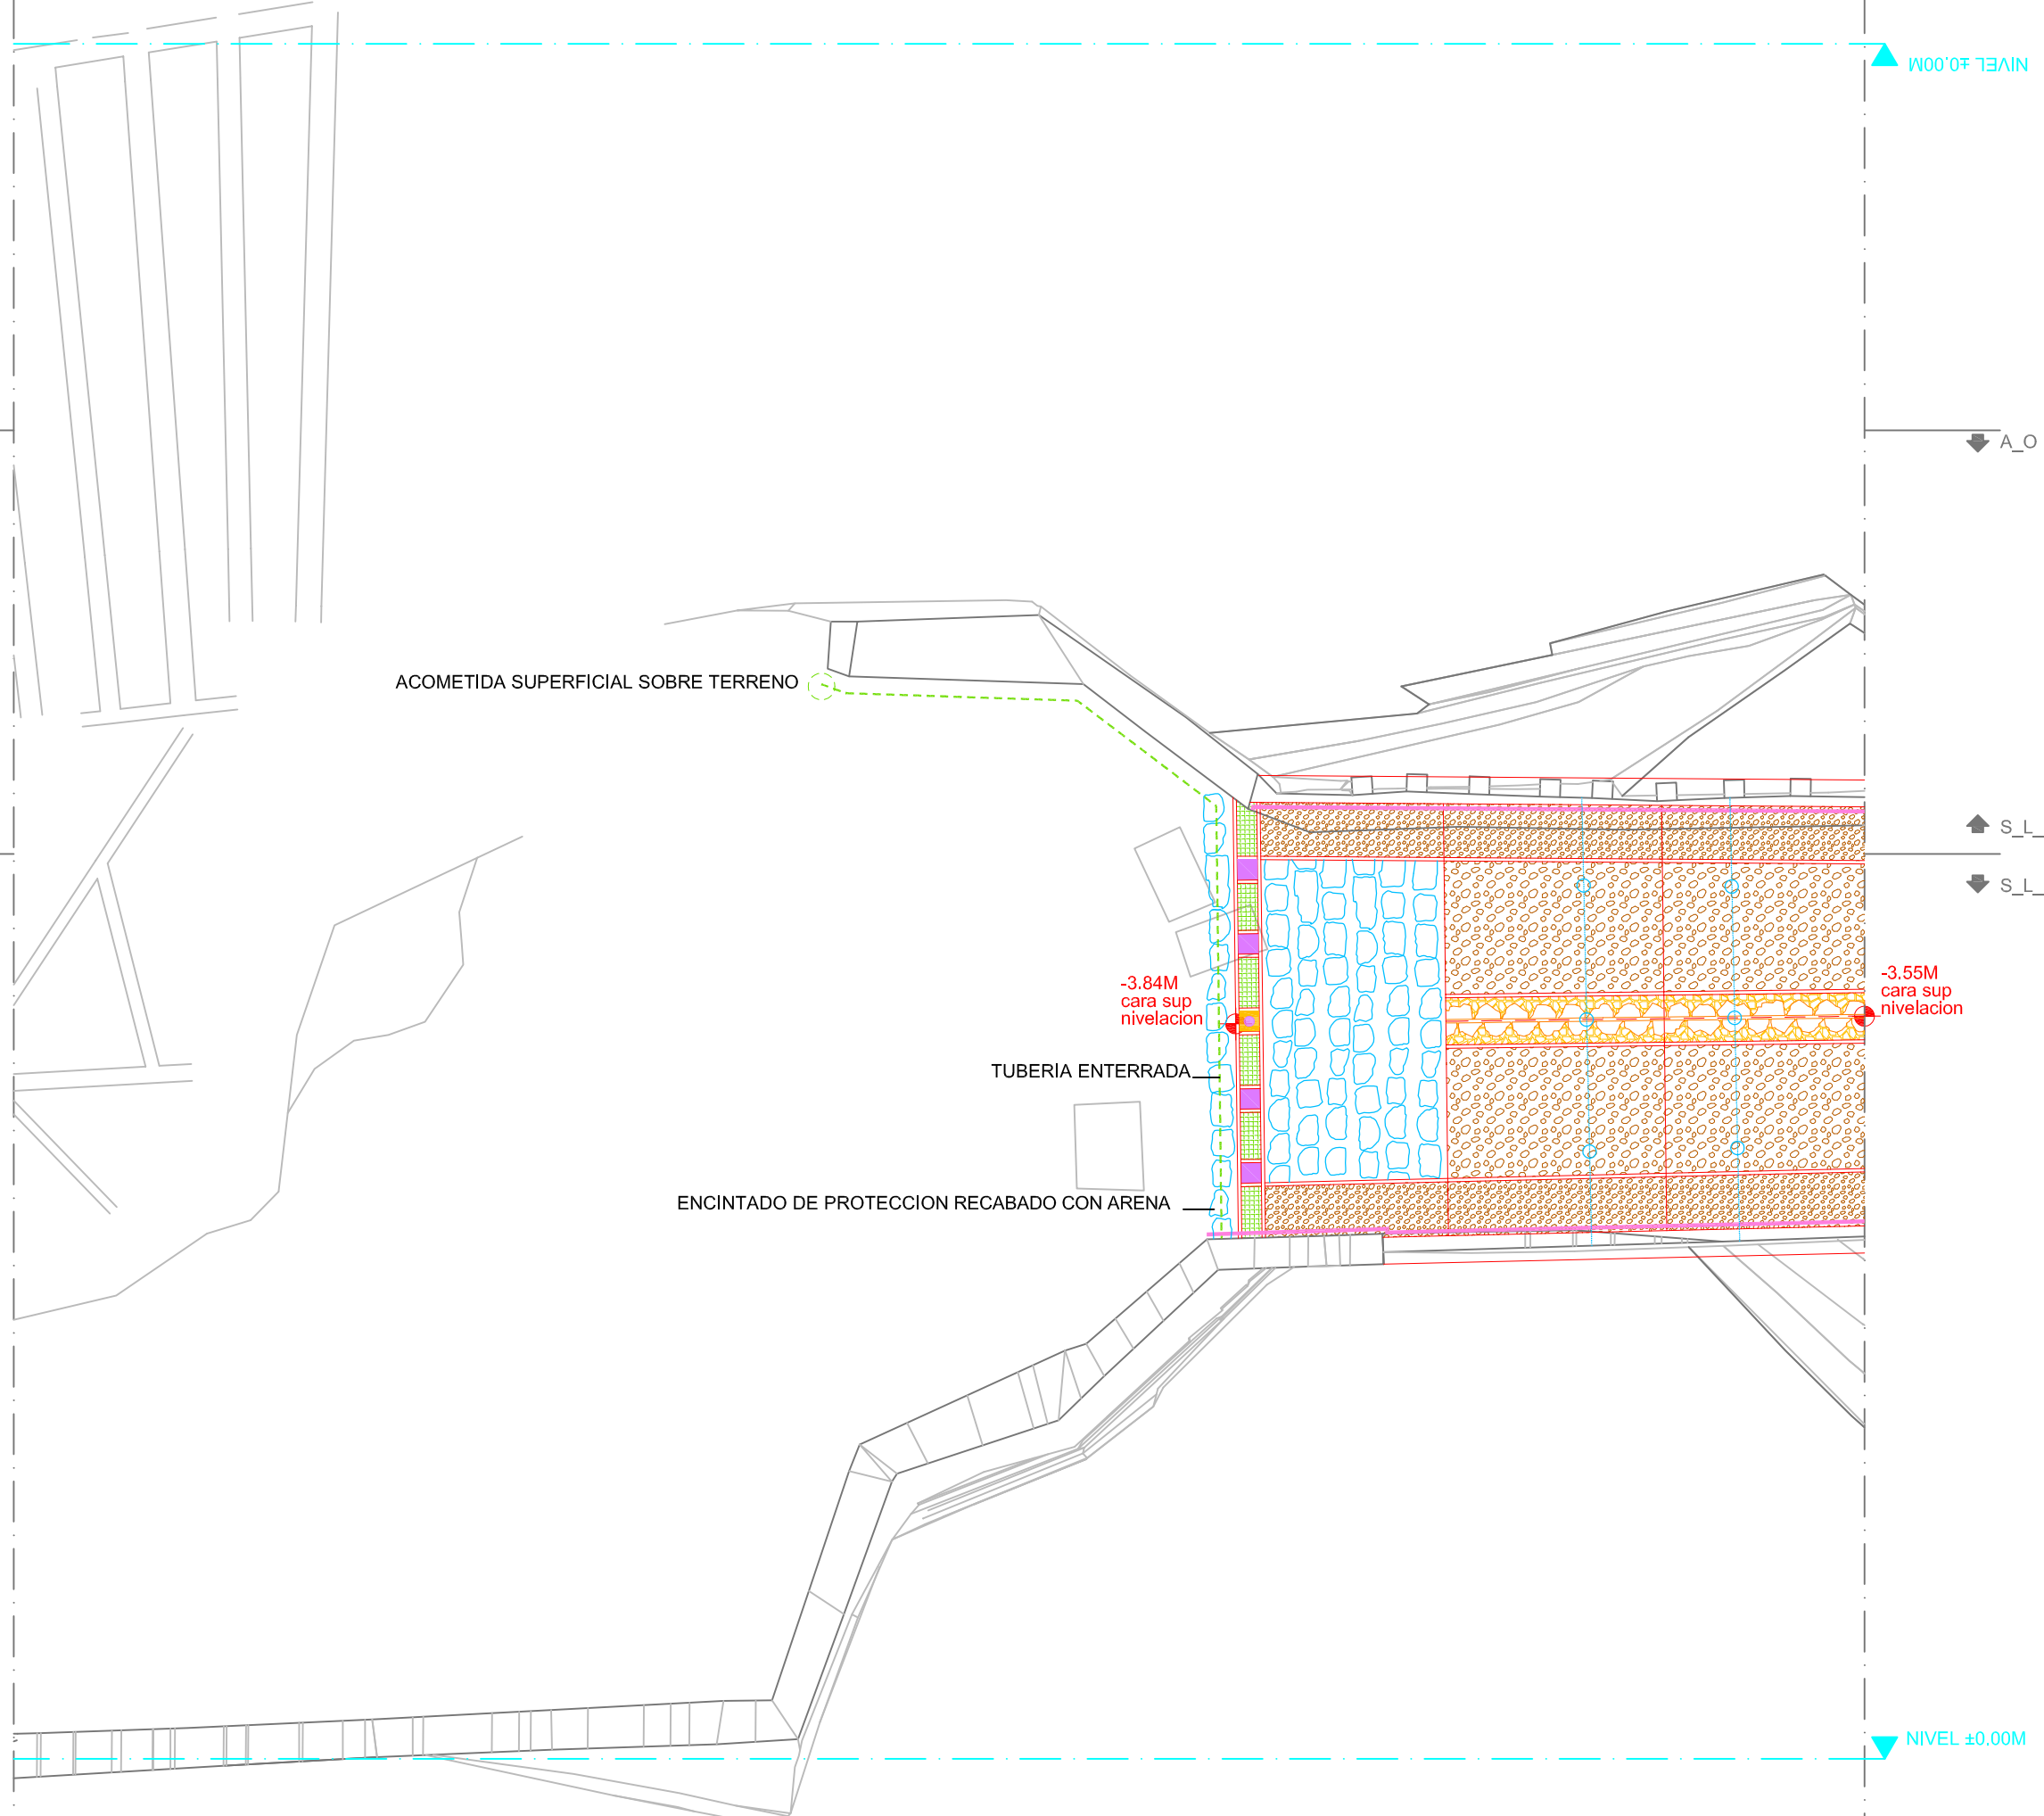 NIVEL ±0.00M
A_O
ACOMETIDA SUPERFICIAL SOBRE TERRENO
S_L_
S_L_
-3.84M
cara sup
nivelacion
-3.55M
cara sup
nivelacion
TUBERÍA ENTERRADA
ENCINTADO DE PROTECCION RECABADO CON ARENA
NIVEL ±0.00M